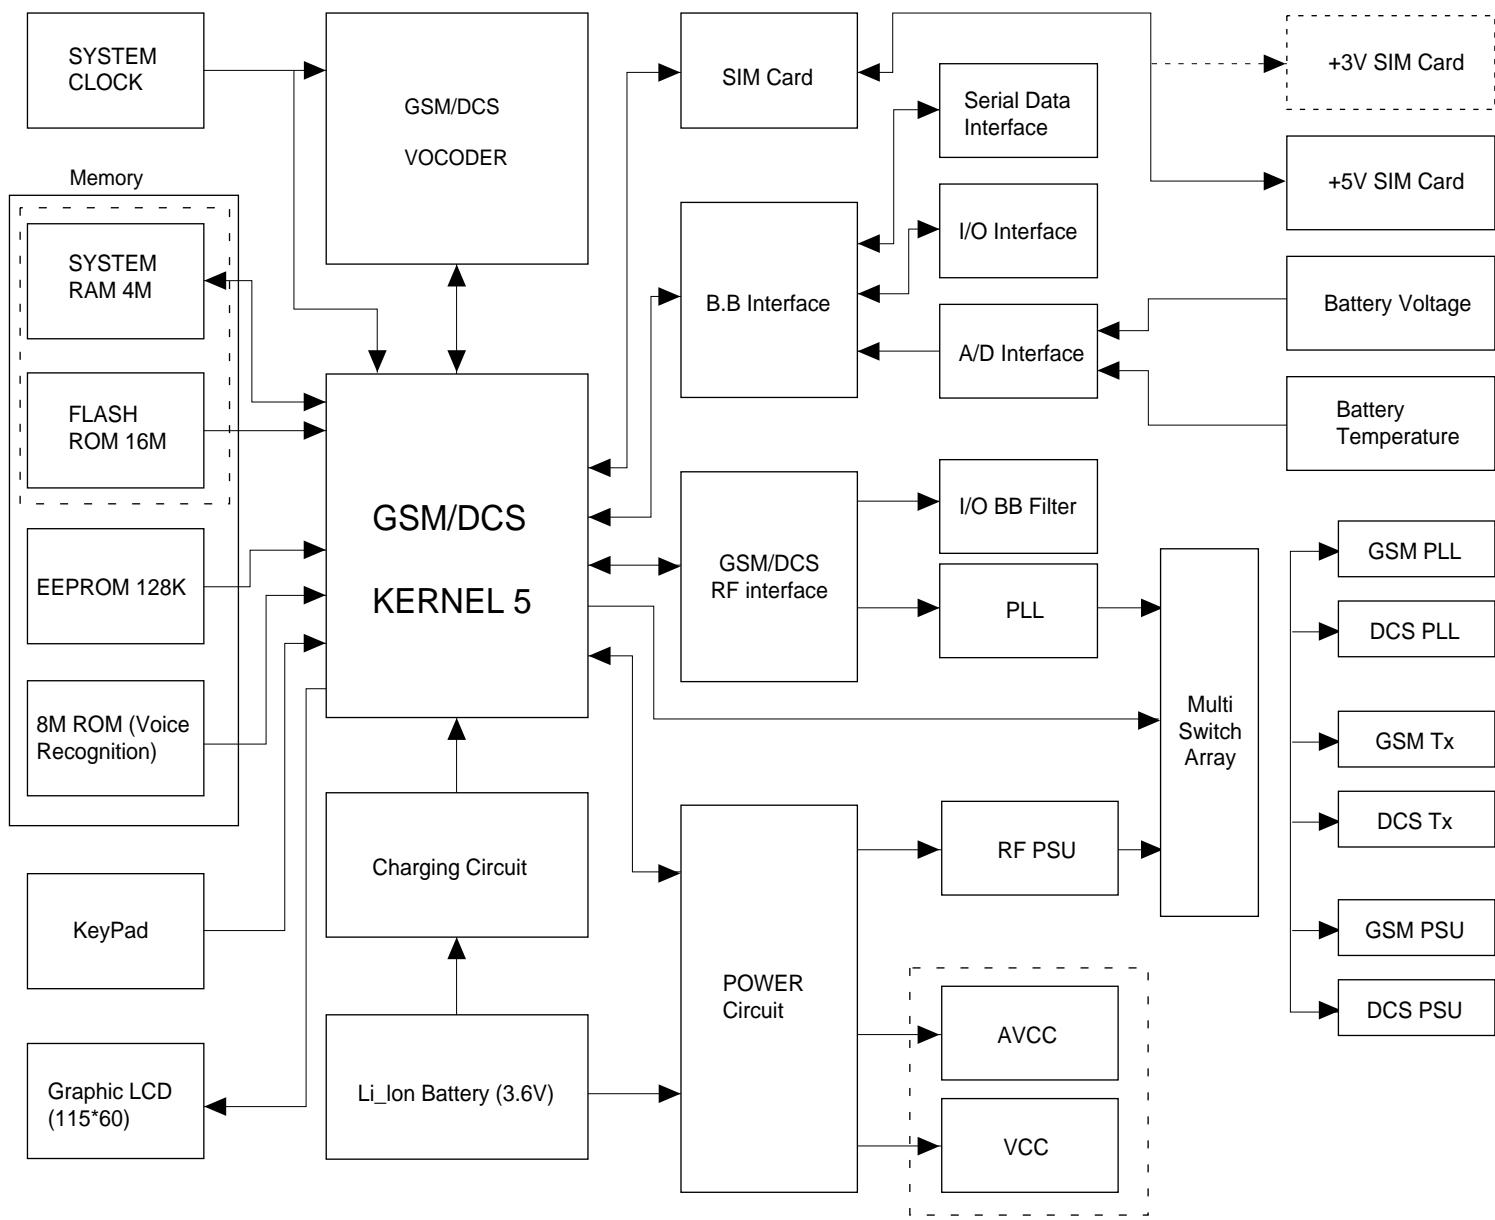 SYSTEM
CLOCK
GSM/DCS
VOCODER
SIM Card
Serial Data
Interface
+3V SIM Card
+5V SIM Card
Memory
SYSTEM
RAM 4M
FLASH
ROM 16M
EEPROM 128K
8M ROM (Voice
Recognition)
B.B Interface
I/O Interface
A/D Interface
Battery Voltage
Battery
Temperature
GSM/DCS
KERNEL 5
GSM/DCS
RF interface
I/O BB Filter
PLL
Multi
Switch
Array
GSM PLL
DCS PLL
GSM Tx
DCS Tx
GSM PSU
DCS PSU
KeyPad
Charging Circuit
POWER
Circuit
RF PSU
AVCC
VCC
Graphic LCD
(115*60)
Li_Ion Battery (3.6V)